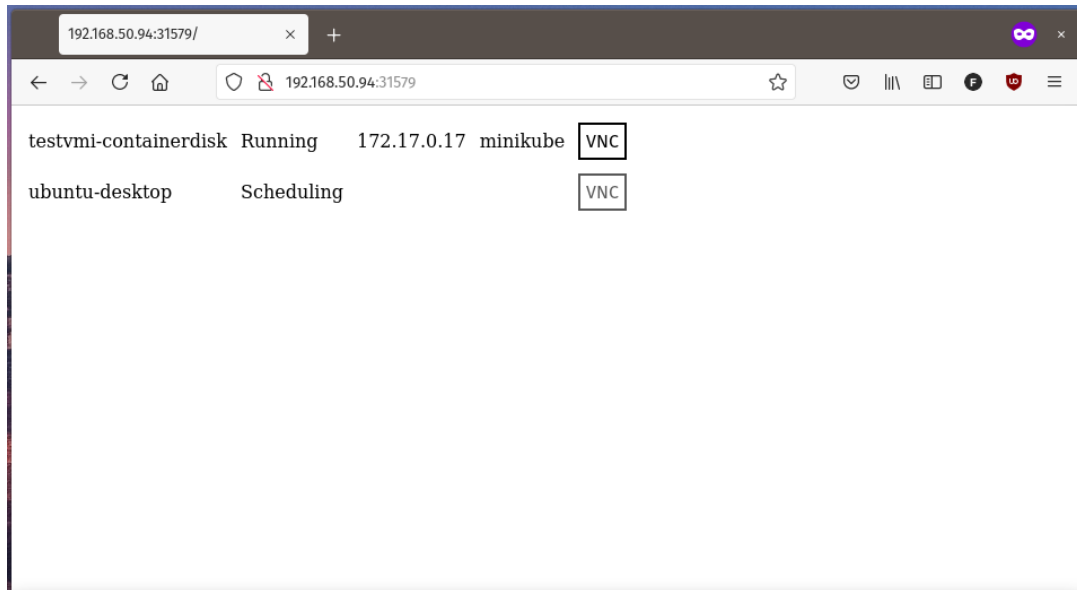 192.168.50.94:31579/
192.168.50.94:31579
testvmi-containerdisk Running 172.17.0.17 minikube VNC
ubuntu-desktop Scheduling VNC